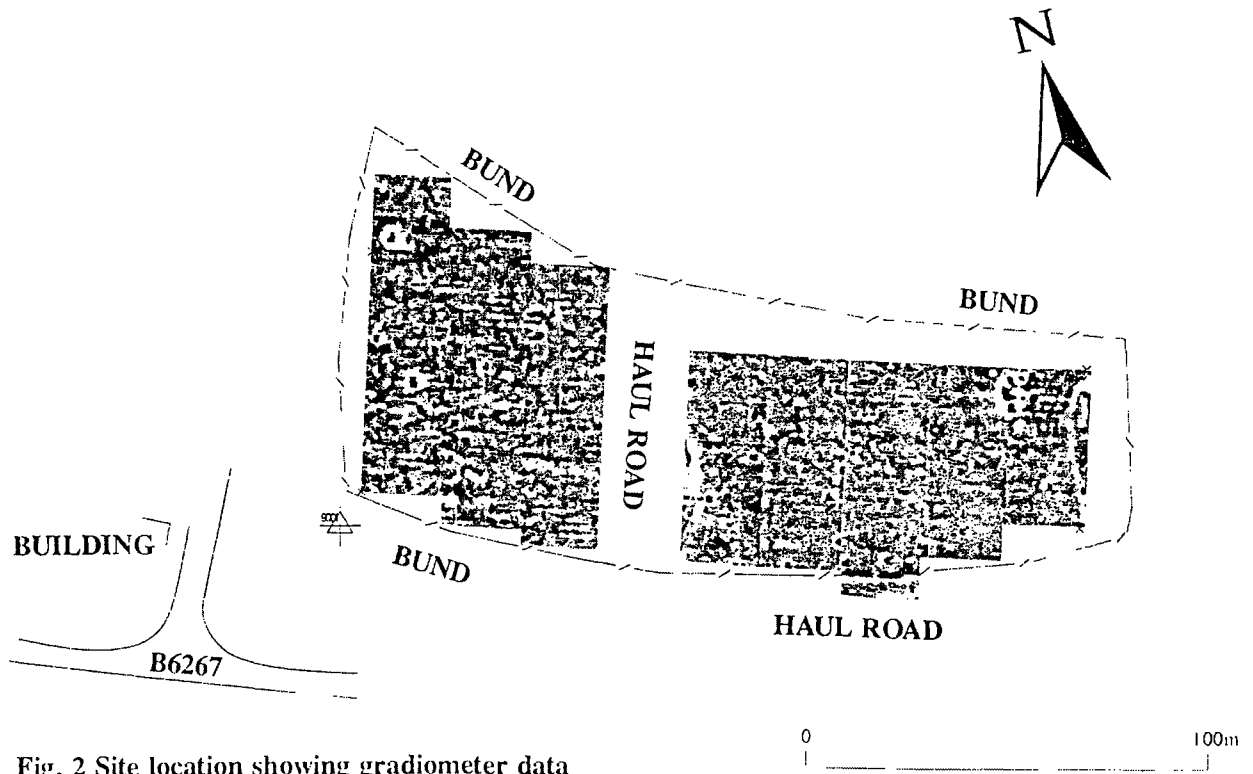 N
BUND
BUND
HAUL ROAD
BUILDING
BUND
HAUL ROAD
B6267
0 100m
Fig. 2 Site location showing gradiometer data